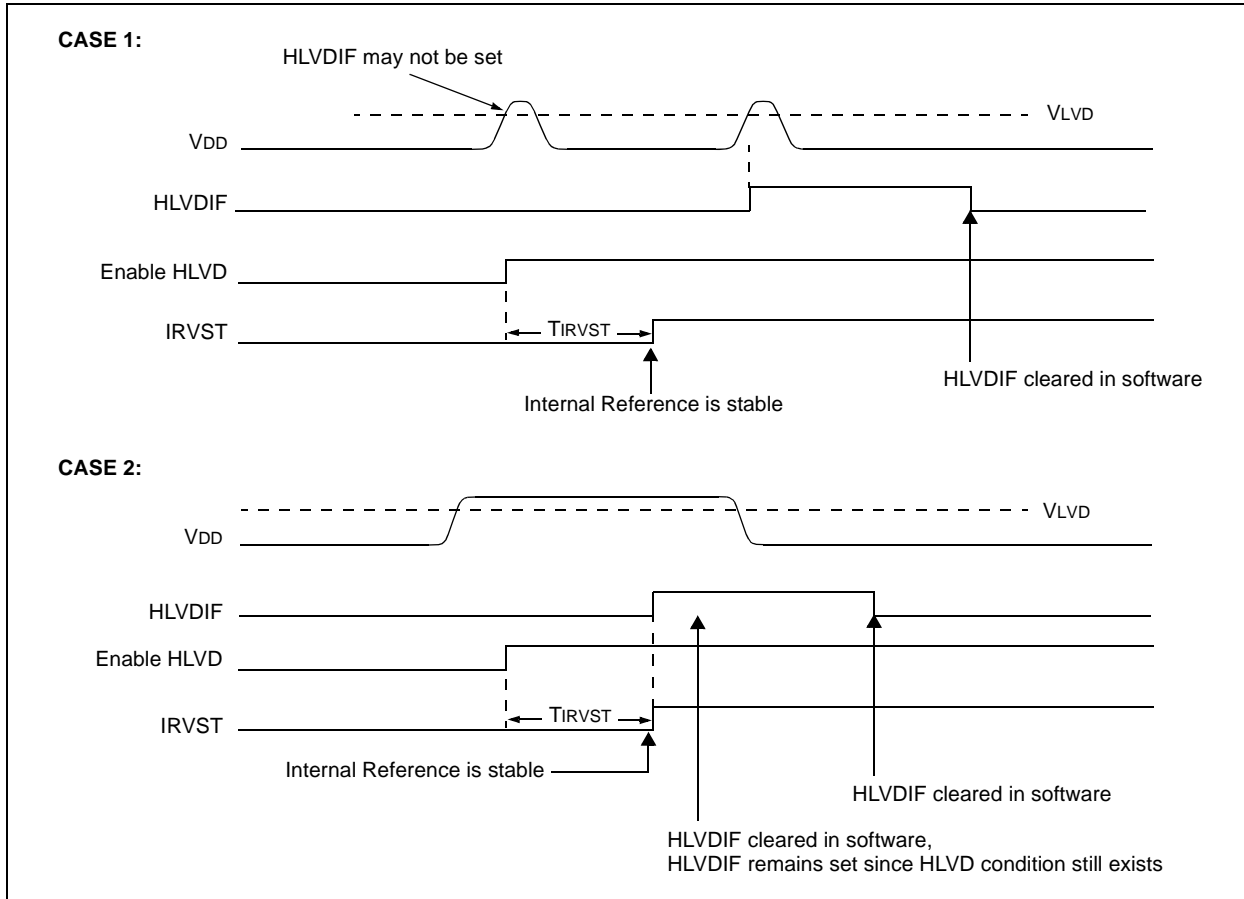 CASE 1:
HLVDIF may not be set
VLVD
VDD
HLVDIF
Enable HLVD
TIRVST
IRVST
HLVDIF cleared in software
Internal Reference is stable
CASE 2:
VLVD
VDD
HLVDIF
Enable HLVD
TIRVST
IRVST
Internal Reference is stable
HLVDIF cleared in software
HLVDIF cleared in software,
HLVDIF remains set since HLVD condition still exists